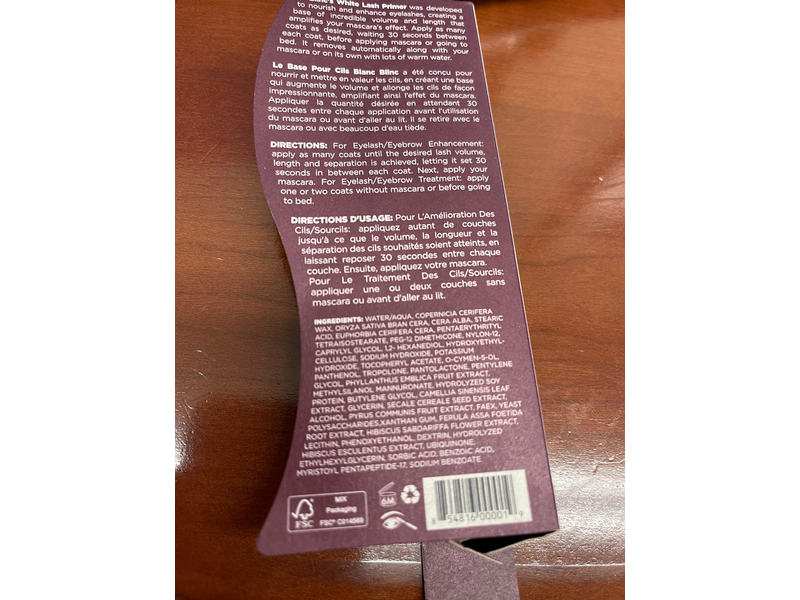 White Lash Primer was developed
to nourish and enhance eyelashes, creating a
base of incredible volume and length that
amplifies your mascara's effect. Apply as many
coats as desired, waiting 30 seconds between
each coat, before applying mascara or going to
bed. It removes automatically along with your
mascara or on its own with lots of warm water.
Le Base Pour Cils Blanc Blinc a été conçu pour
nourrir et mettre en valeur les cils, en créant une base
qui augmente le volume et allonge les cils de façon
impressionnante, amplifiant ainsi l'effet du mascara.
Appliquer la quantité désirée en attendant 30
secondes entre chaque application avant l'utilisation
du mascara ou avant d'aller au lit. Il se retire avec le
mascara ou avec beaucoup d'eau tiède.
DIRECTIONS: For Eyelash/Eyebrow Enhancement:
apply as many coats until the desired lash volume,
length and separation is achieved, letting it set 30
seconds in between each coat. Next, apply your
mascara. For Eyelash/Eyebrow Treatment: apply
one or two coats without mascara or before going
to bed.
DIRECTIONS D'USAGE: Pour L'Amélioration Des
Cils/Sourcils: appliquez autant de couches
jusqu'à ce que le volume, la longueur et la
séparation des cils souhaités soient atteints, en
laissant reposer 30 secondes entre chaque
couche. Ensuite, appliquez votre mascara.
Pour Le Traitement Des Cils/Sourcils:
appliquer une ou deux couches sans
mascara ou avant d'aller au lit.
INGREDIENTS: WATER/AQUA, COPERNICIA CERIFERA
WAX, ORYZA SATIVA BRAN CERA, CERA ALBA, STEARIC
ACID, EUPHORBIA CERIFERA CERA, PENTAERYTHRITYL
TETRAISOSTEARATE, PEG-12 DIMETHICONE, NYLON-12,
CAPRYLYL GLYCOL, 1,2- HEXANEDIOL, HYDROXYETHYL-
CELLULOSE, SODIUM HYDROXIDE, POTASSIUM
HYDROXIDE, TOCOPHERYL ACETATE, O-CYMEN-5-OL,
PANTHENOL, TROPOLONE, PANTOLACTONE, PENTYLENE
GLYCOL, PHYLLANTHUS EMBLICA FRUIT EXTRACT,
METHYLSILANOL MANNURONATE, HYDROLYZED SOY
PROTEIN, BUTYLENE GLYCOL, CAMELLIA SINENSIS LEAF
EXTRACT, GLYCERIN, SECALE CEREALE SEED EXTRACT,
ALCOHOL, PYRUS COMMUNIS FRUIT EXTRACT, FAEX, YEAST
POLYSACCHARIDES,XANTHAN GUM, FERULA ASSA FOETIDA
ROOT EXTRACT, HIBISCUS SABDARIFFA FLOWER EXTRACT,
LECITHIN, PHENOXYETHANOL, DEXTRIN, HYDROLYZED
HIBISCUS ESCULENTUS EXTRACT, UBIQUINONE,
ETHYLHEXYLGLYCERIN, SORBIC ACID, BENZOIC ACID,
MYRISTOYL PENTAPEPTIDE-17, SODIUM BENZOATE
FSC
MIX
Packaging
FSC® C014569
6M
8 54816 00001 9